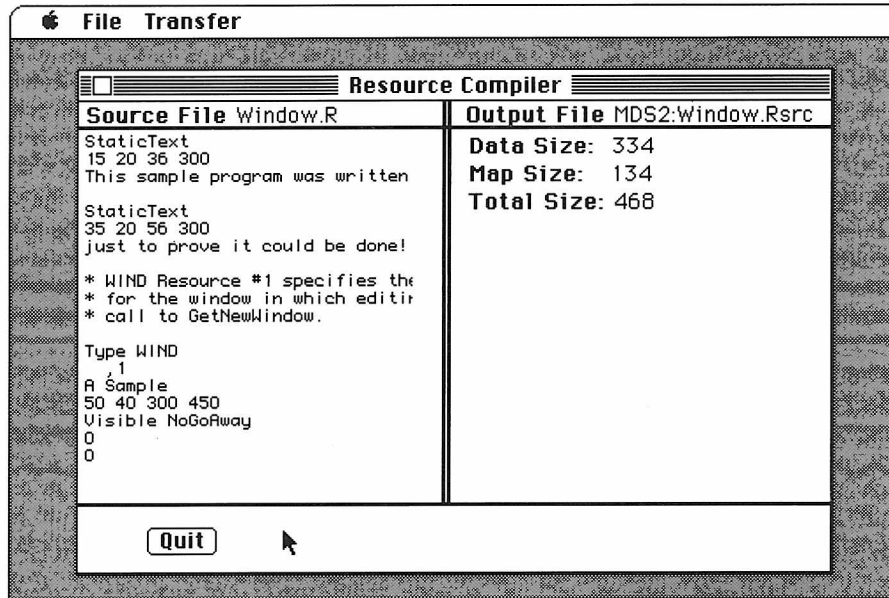 File Transfer
Resource Compiler
Source File Window.R
StaticText
15 20 36 300
This sample program was written
StaticText
35 20 56 300
just to prove it could be done!
* WIND Resource #1 specifies the
* for the window in which editin
* call to GetNewWindow.
Type WIND
,1
A Sample
50 40 300 450
Visible NoGoAway
0
0
Output File MDS2:Window.Rsrc
Data Size: 334
Map Size: 134
Total Size: 468
Quit